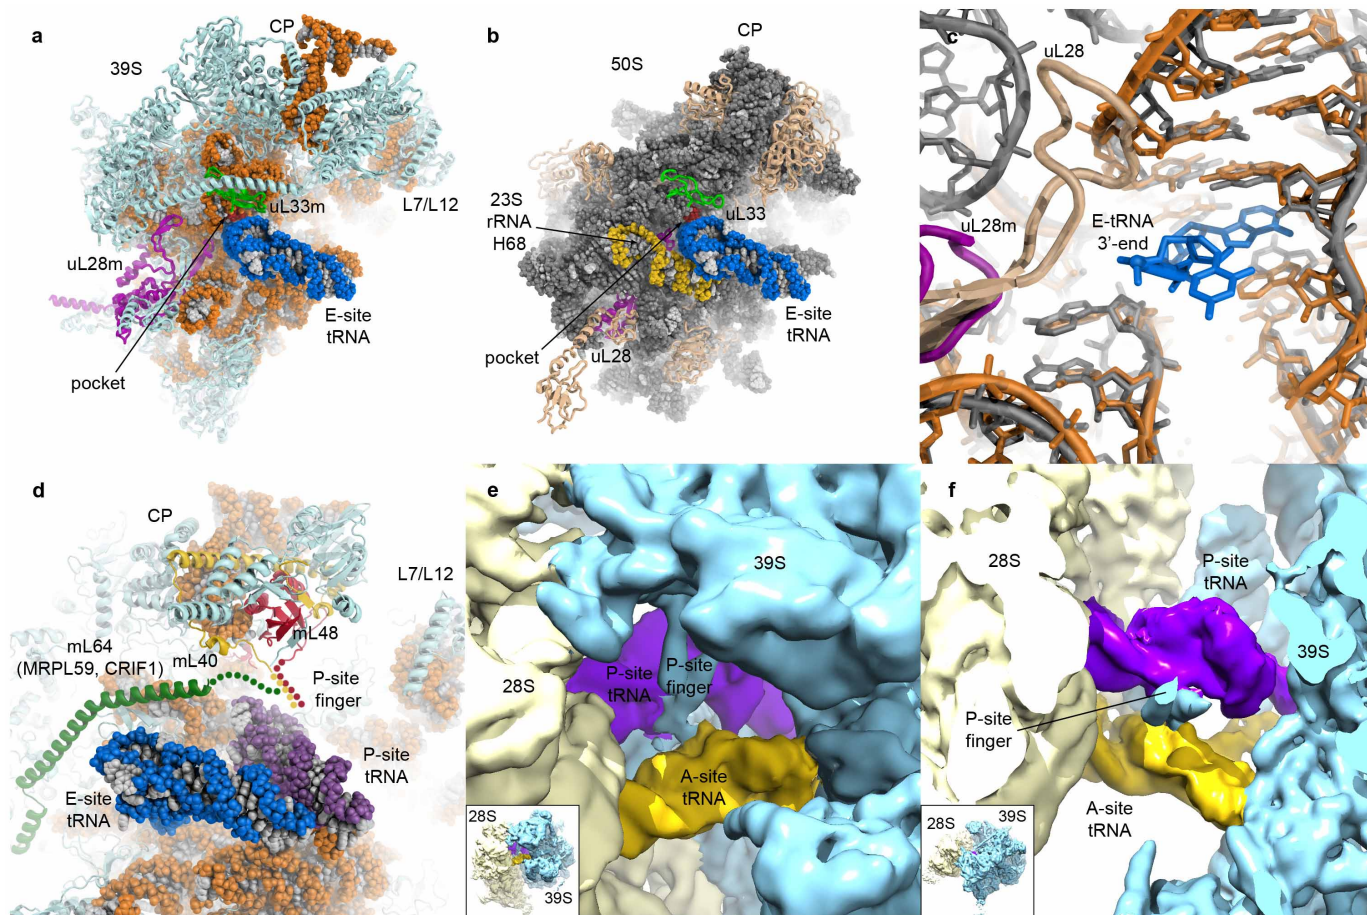 a
CP
39S
uL33m
L7/L12
uL28m
E-site
tRNA
pocket
b
CP
50S
23S
rRNA
H68
uL33
E-site
tRNA
pocket
uL28
c
uL28
uL28m
E-tRNA
3’-end
d
CP
L7/L12
mL48
mL64
(MRPL59, CRIF1)
mL40
P-site
finger
P-site
tRNA
E-site
tRNA
e
39S
28S
P-site
tRNA
P-site
finger
A-site
tRNA
28S
39S
f
28S
P-site
tRNA
39S
P-site
finger
A-site
tRNA
28S
39S